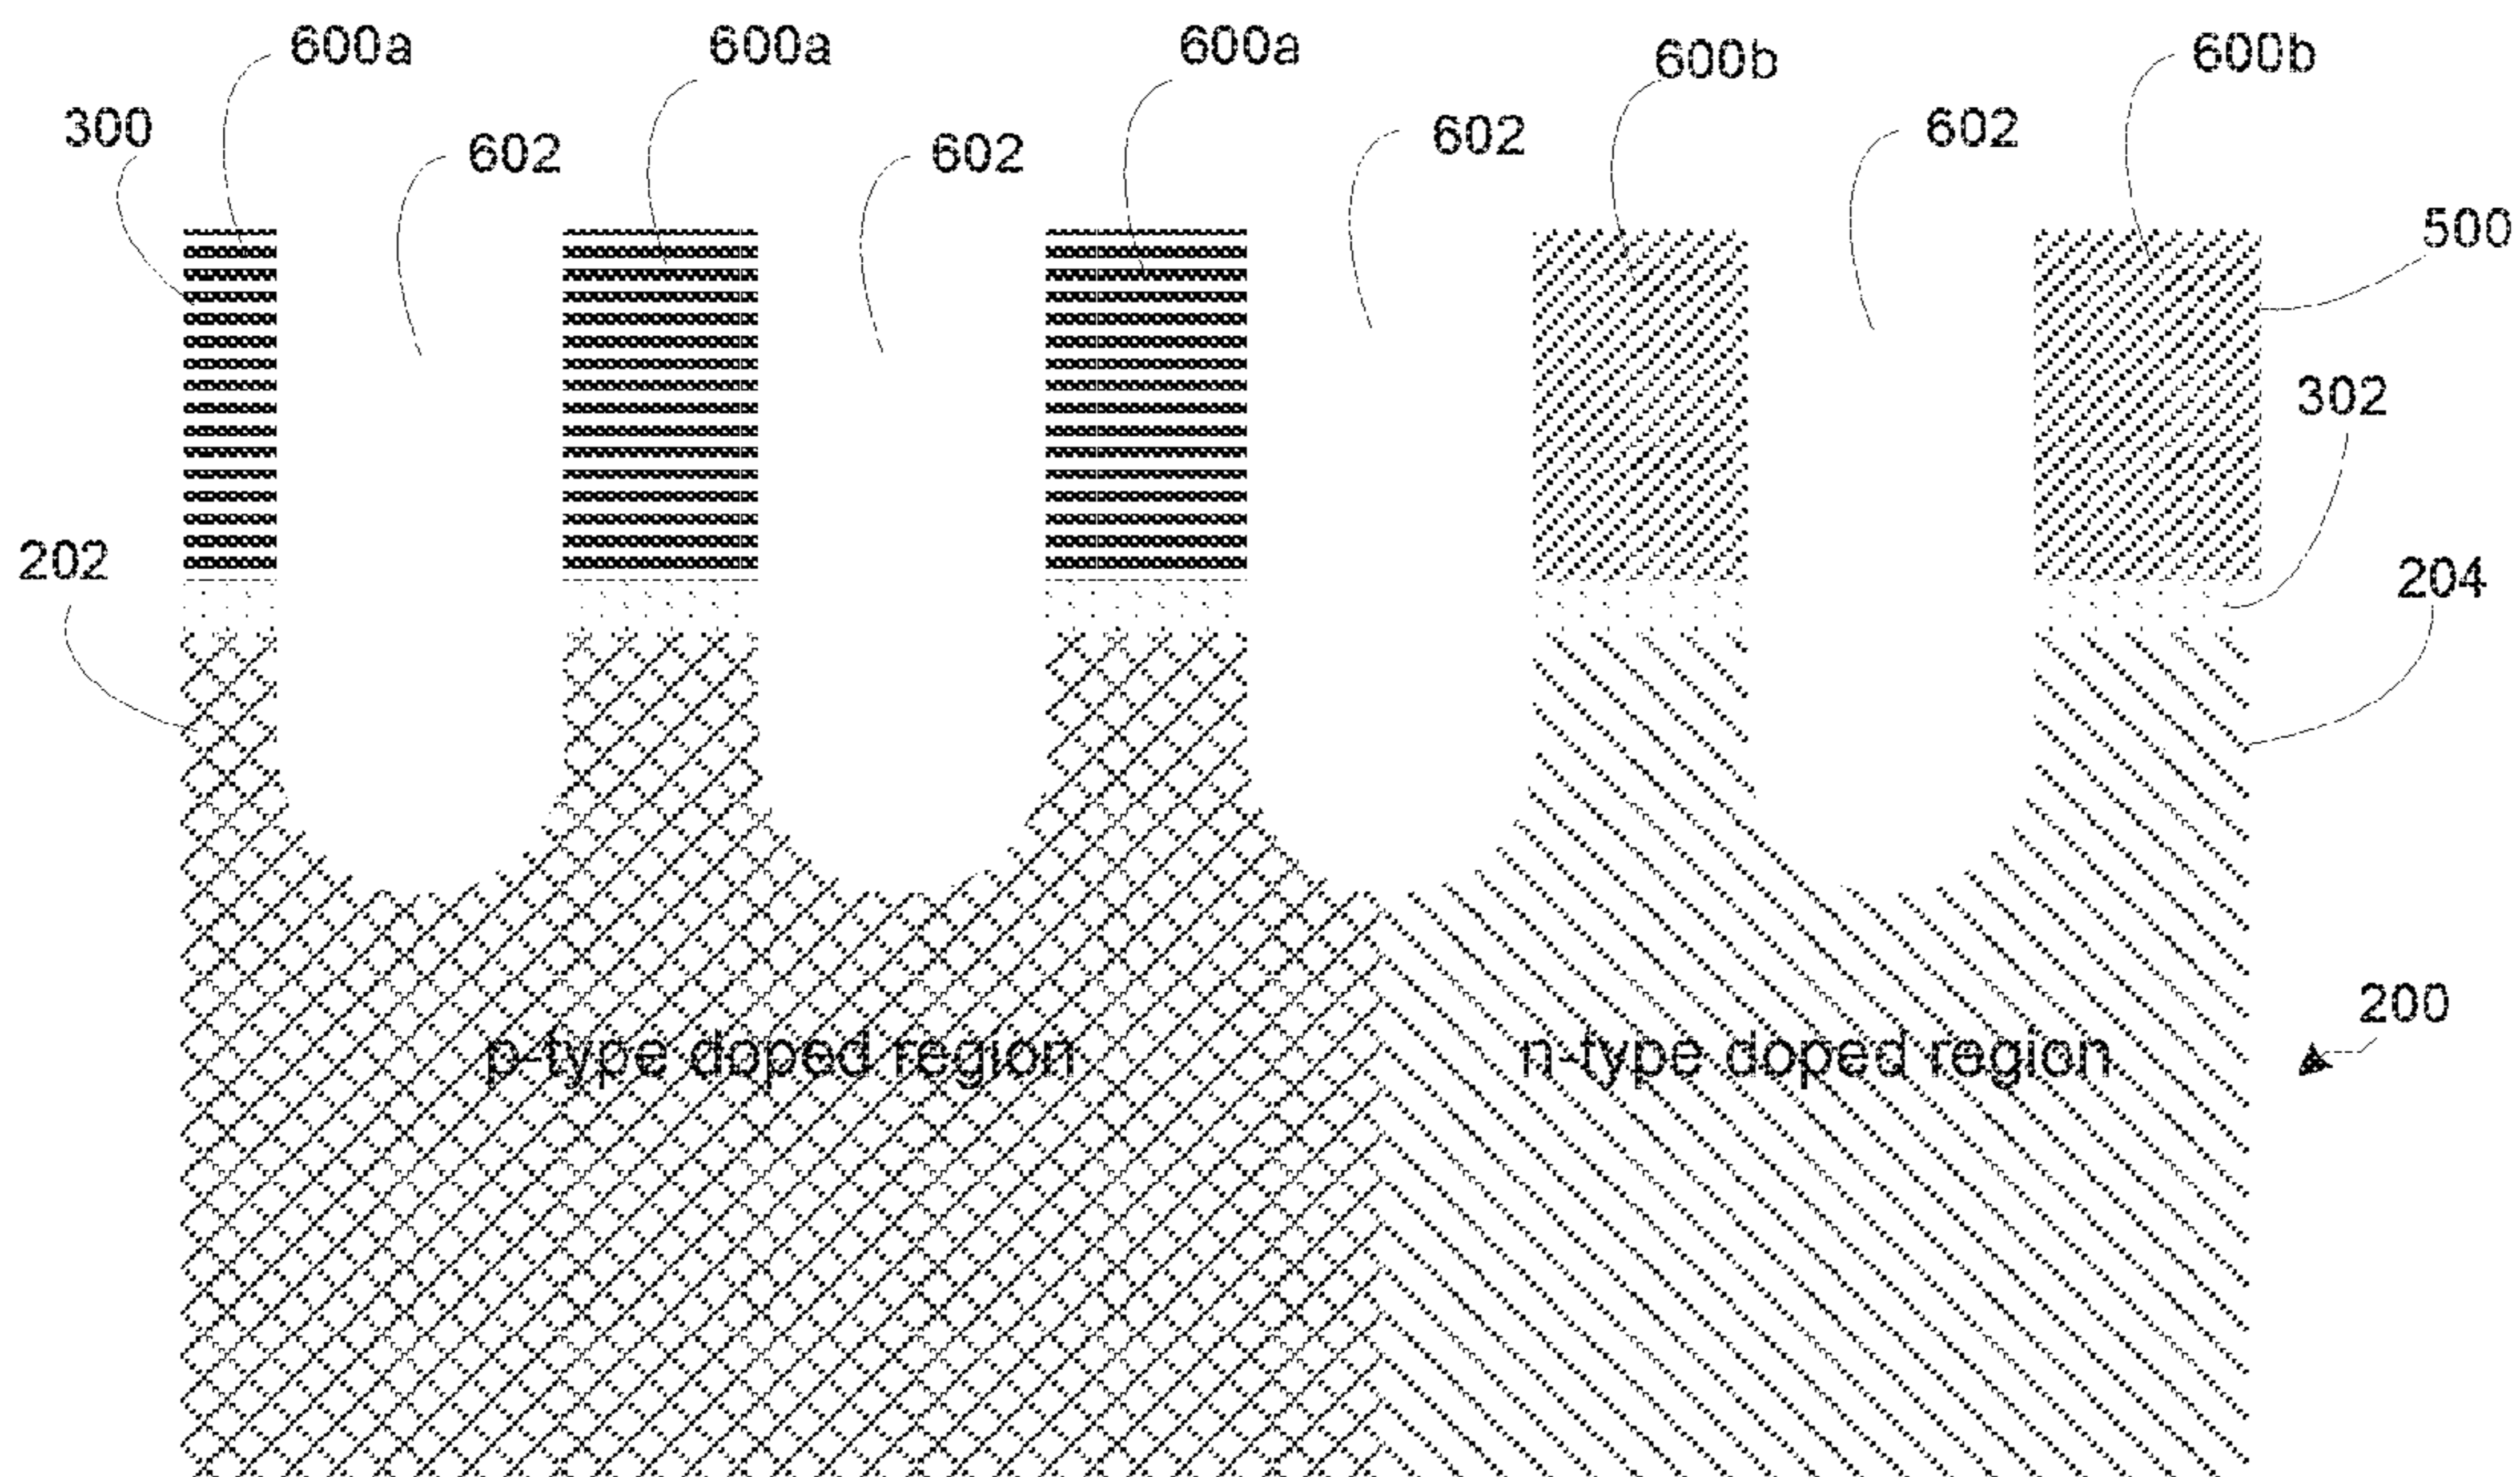 600a 600a 600a 600b 600b
300 602 602 602 602
500
302
202 204
200
p-type doped region n-type doped region